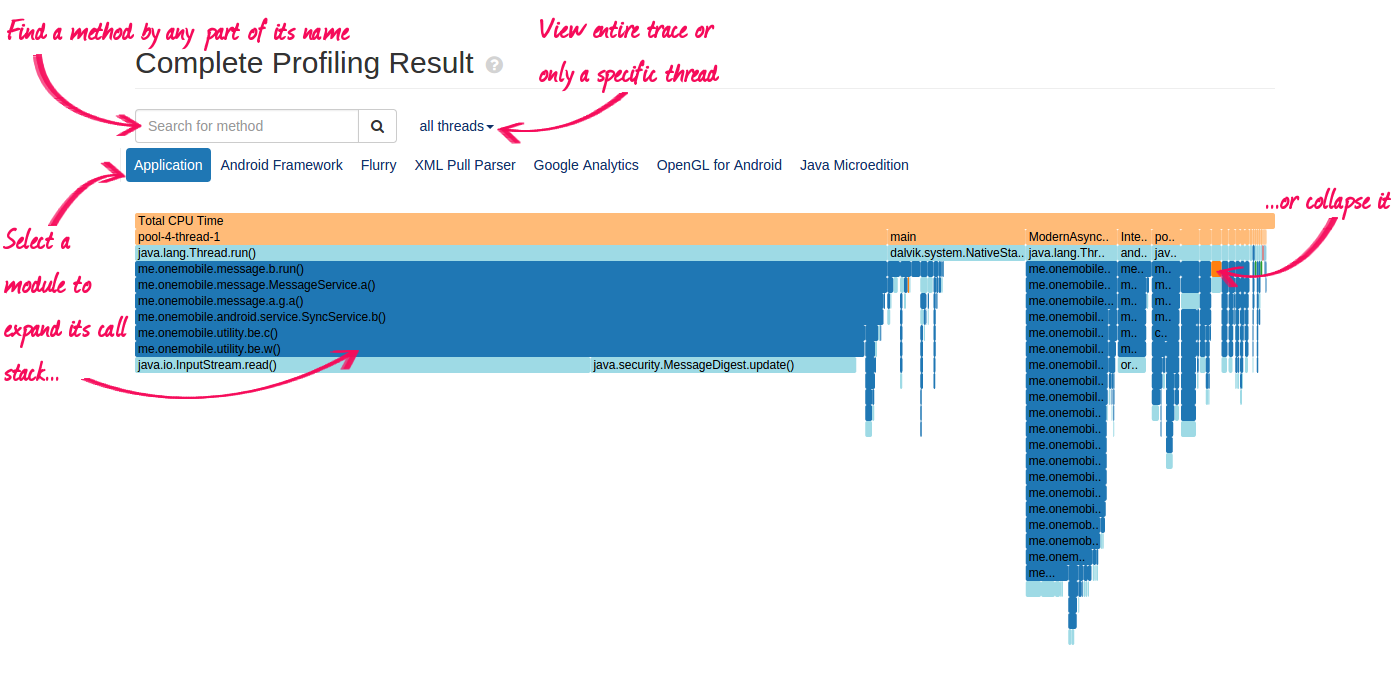 Find a method by any part of its name
View entire trace or
only a specific thread
Complete Profiling Result ?
Search for method
all threads
Application Android Framework Flurry XML Pull Parser Google Analytics OpenGL for Android Java Microedition
...or collapse it
Select a
module to
expand its call
stack...
Total CPU Time
pool-4-thread-1 main ModernAsync.. Inte.. po..
java.lang.Thread.run() dalvik.system.NativeSta.. java.lang.Thr.. and.. jav..
me.onemobile.message.b.run() me.onemobile.. me.. m..
me.onemobile.message.MessageService.a() me.onemobile.. m.. m..
me.onemobile.message.a.g.a() me.onemobile... m.. m..
me.onemobile.android.service.SyncService.b() me.onemobil.. m.. m..
me.onemobile.utility.be.c() me.onemobil.. m.. c..
me.onemobile.utility.be.w() me.onemobil.. m..
java.io.InputStream.read() java.security.MessageDigest.update() me.onemobil.. or..
me.onemobil..
me.onemobil..
me.onemobi..
me.onemobi..
me.onemobi..
me.onemobi..
me.onemobi..
me.onemobi..
me.onemobi..
me.onemob..
me.onemob..
me.onem..
me...